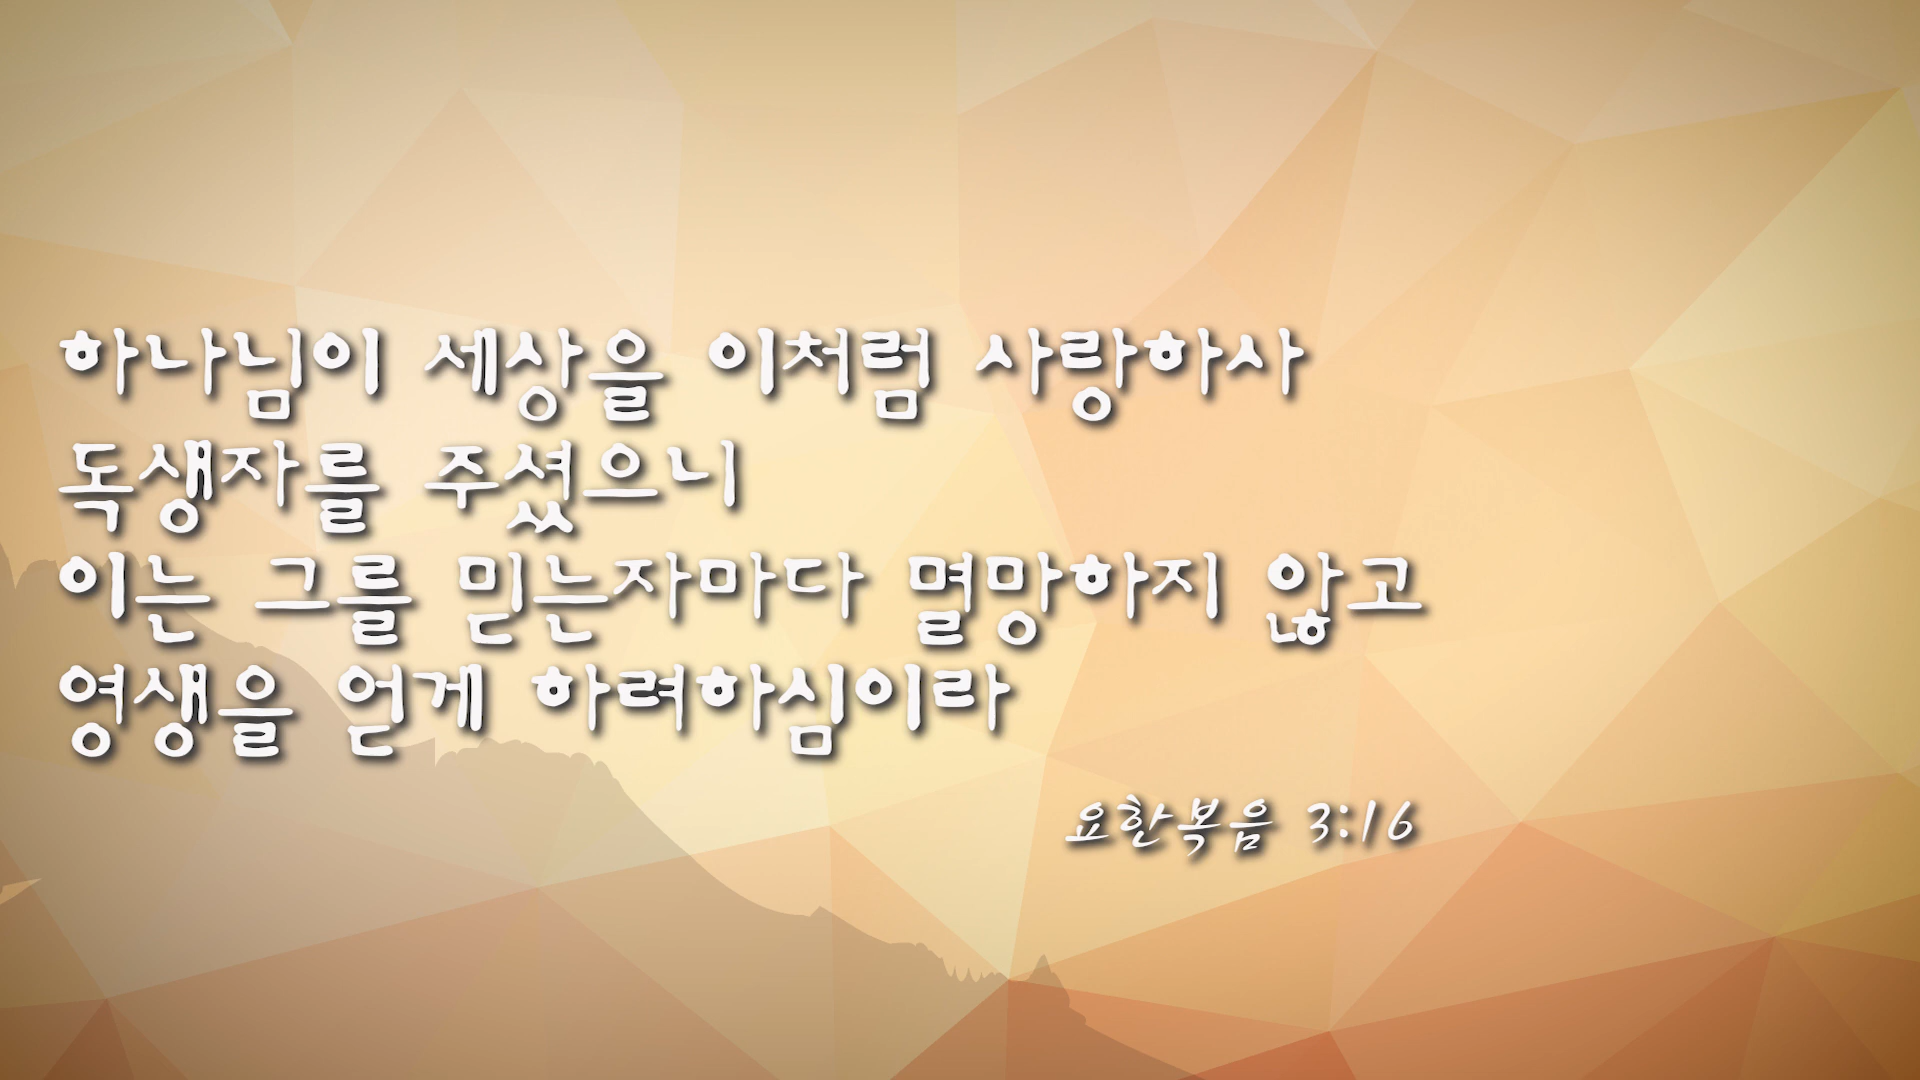 하나님이 세상을 이처럼 사랑하사
독생자를 주셨으니
이는 그를 믿는자마다 멸망하지 않고
영생을 얻게 하려하심이라
요한복음 3:16